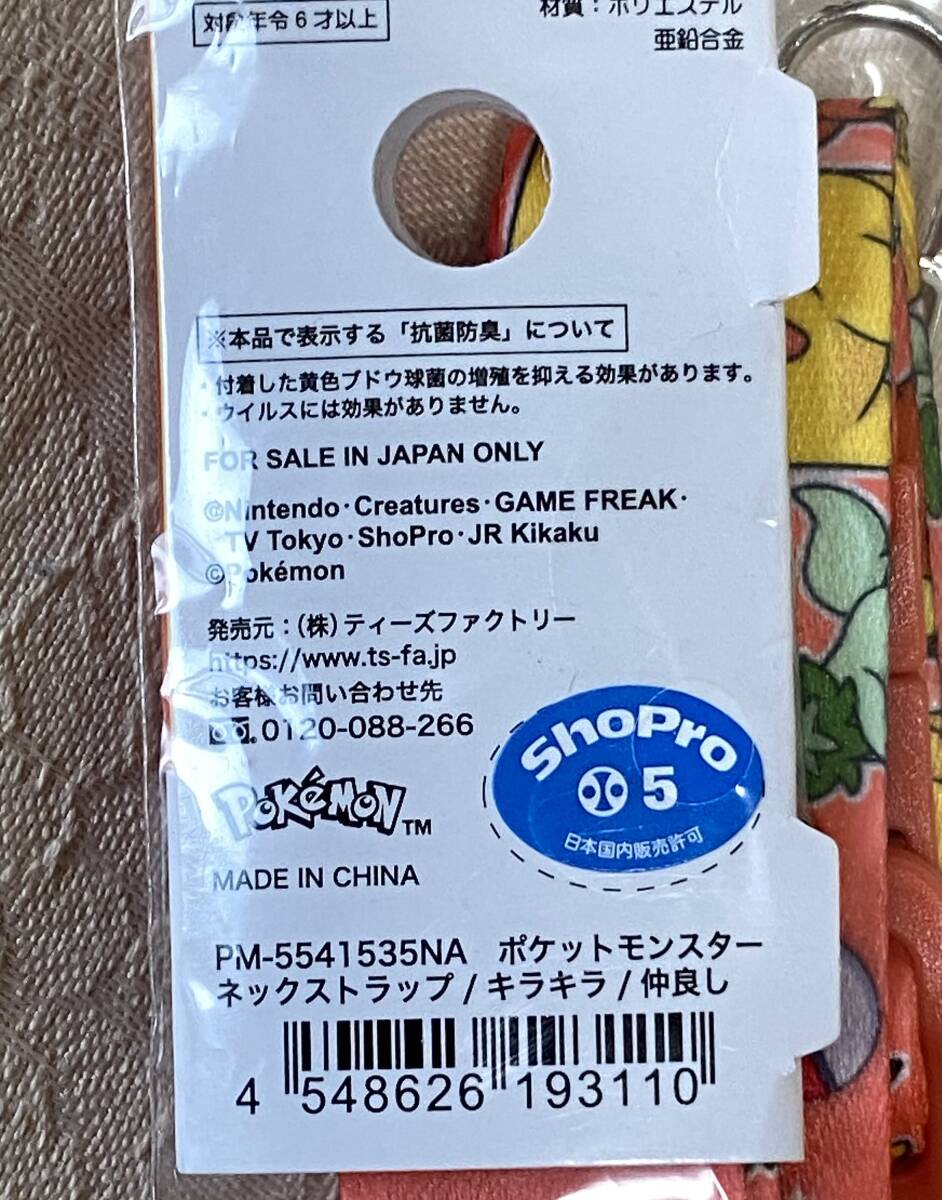 対象年令6才以上
材質：ポリエステル
亜鉛合金
※本品で表示する「抗菌防臭」について
・付着した黄色ブドウ球菌の増殖を抑える効果があります。
・ウイルスには効果がありません。
FOR SALE IN JAPAN ONLY
©Nintendo・Creatures・GAME FREAK・
TV Tokyo・ShoPro・JR Kikaku
©Pokémon
発売元：(株)ティーズファクトリー
https://www.ts-fa.jp
お客様お問い合わせ先
0120-088-266
ShoPro
5
日本国内販売許可
POKéMON™
MADE IN CHINA
PM-5541535NA ポケットモンスター
ネックストラップ/キラキラ/仲良し
4 548626 193110